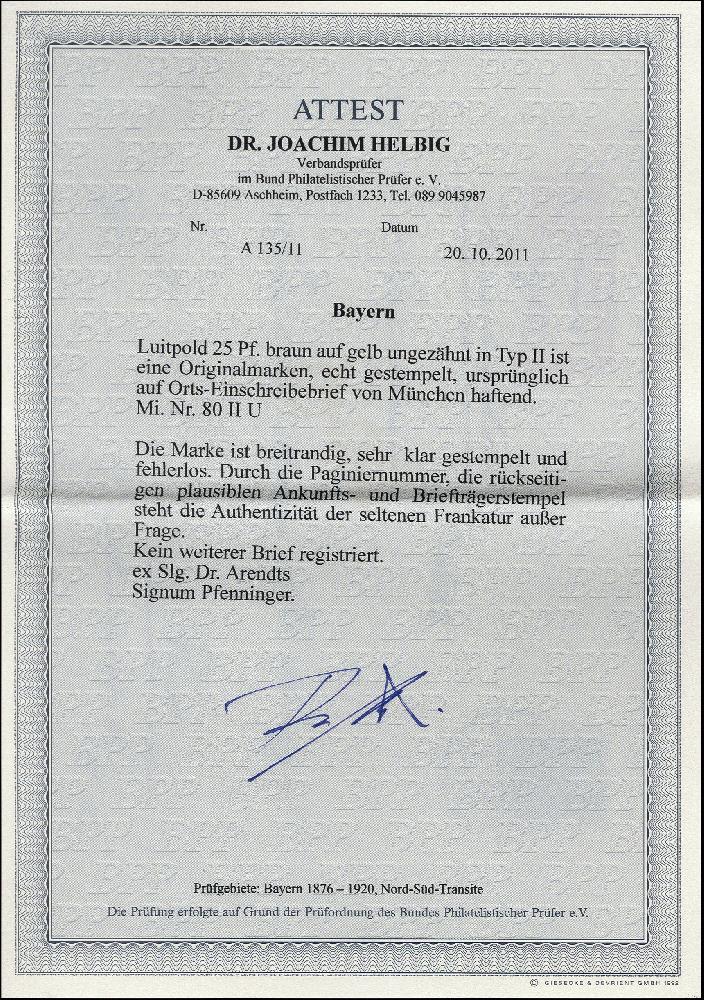 ATTEST
DR. JOACHIM HELBIG
Verbandsprüfer
im Bund Philatelistischer Prüfer e. V.
D-85609 Aschheim, Postfach 1233, Tel. 089 9045987
Nr. Datum
A 135/11 20. 10. 2011
Bayern
Luitpold 25 Pf. braun auf gelb ungezähnt in Typ II ist
eine Originalmarken, echt gestempelt, ursprünglich
auf Orts-Einschreibebrief von München haftend.
Mi. Nr. 80 II U
Die Marke ist breitrandig, sehr klar gestempelt und
fehlerlos. Durch die Paginiernummer, die rückseiti-
gen plausiblen Ankunfts- und Briefträgerstempel
steht die Authentizität der seltenen Frankatur außer
Frage.
Kein weiterer Brief registriert.
ex Slg. Dr. Arendts
Signum Pfenninger.
Prüfgebiete: Bayern 1876 – 1920, Nord-Süd-Transite
Die Prüfung erfolgte auf Grund der Prüfordnung des Bundes Philatelistischer Prüfer e.V.
© GIESECKE & DEVRIENT GMBH 1992